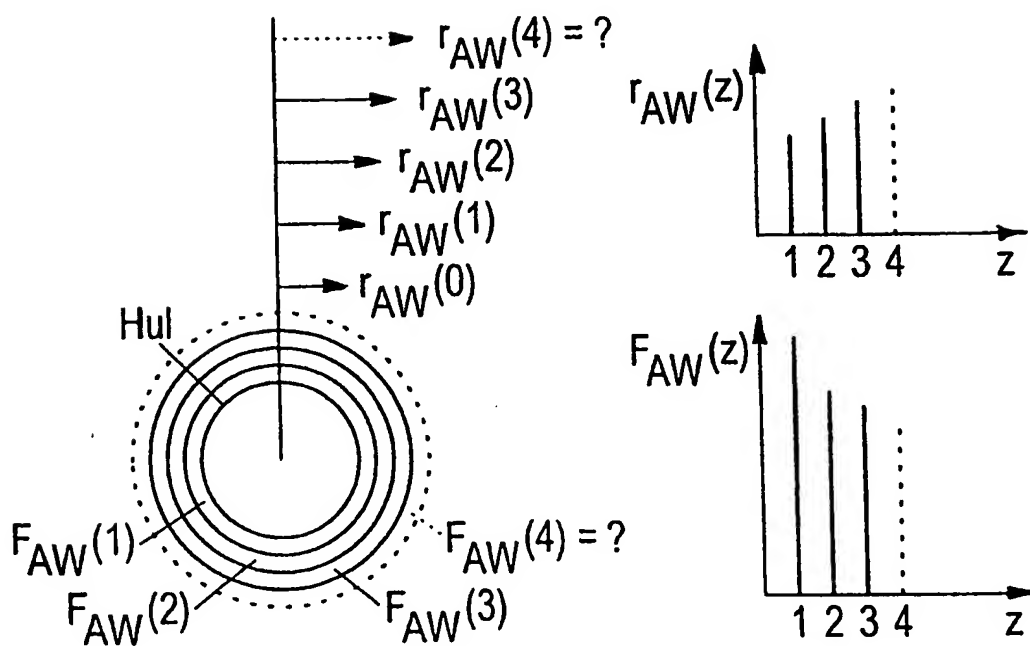 r_AW(4) = ?
r_AW(3)
r_AW(2)
r_AW(1)
r_AW(0)
Hul
F_AW(1)
F_AW(2)
F_AW(3)
F_AW(4) = ?
r_AW(z)
1 2 3 4 z
F_AW(z)
1 2 3 4 z